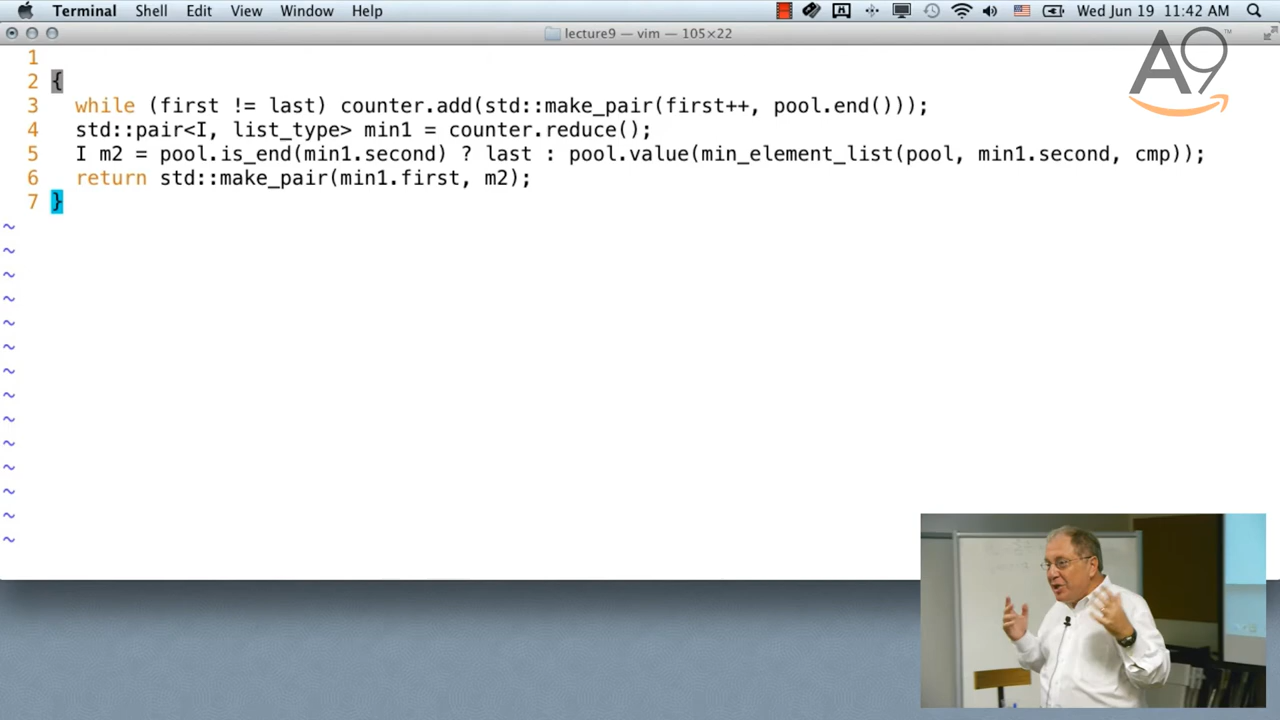 Terminal Shell Edit View Window Help Wed Jun 19 11:42 AM
lecture9 — vim — 105×22
A9™
1
2 {
3 while (first != last) counter.add(std::make_pair(first++, pool.end()));
4 std::pair<I, list_type> min1 = counter.reduce();
5 I m2 = pool.is_end(min1.second) ? last : pool.value(min_element_list(pool, min1.second, cmp));
6 return std::make_pair(min1.first, m2);
7 }
~
~
~
~
~
~
~
~
~
~
~
~
~
~